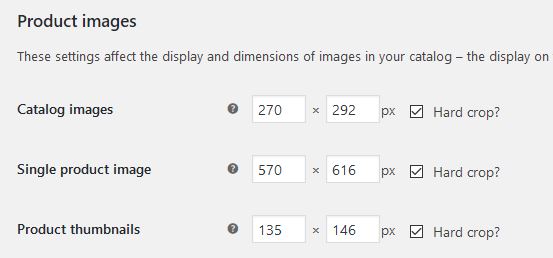 Product images
These settings affect the display and dimensions of images in your catalog – the display on
Catalog images 270 × 292 px Hard crop?
Single product image 570 × 616 px Hard crop?
Product thumbnails 135 × 146 px Hard crop?